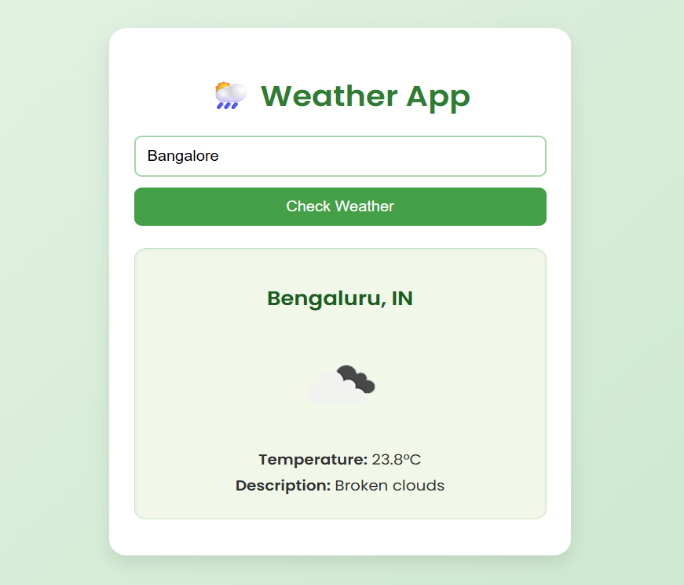 Weather App
Bangalore
Check Weather
Bengaluru, IN
Temperature: 23.8°C
Description: Broken clouds